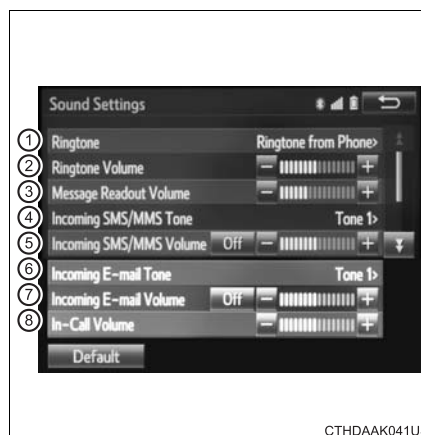 Sound Settings
1 Ringtone Ringtone from Phone>
2 Ringtone Volume - +
3 Message Readout Volume - +
4 Incoming SMS/MMS Tone Tone 1>
5 Incoming SMS/MMS Volume Off - +
6 Incoming E-mail Tone Tone 1>
7 Incoming E-mail Volume Off - +
8 In-Call Volume - +
Default
CTHDAAK041U